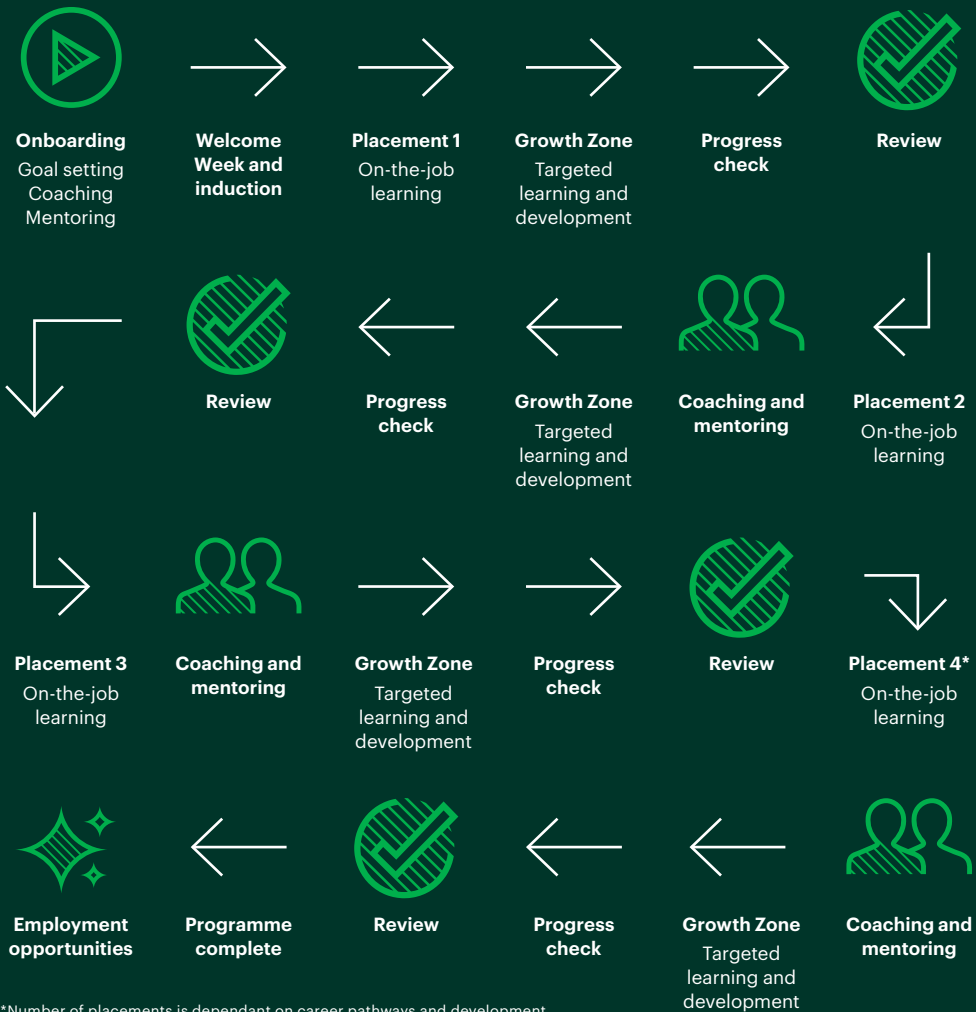 Onboarding
Goal setting
Coaching
Mentoring
Welcome
Week and
induction
Placement 1
On-the-job
learning
Growth Zone
Targeted
learning and
development
Progress
check
Review
Review
Progress
check
Growth Zone
Targeted
learning and
development
Coaching and
mentoring
Placement 2
On-the-job
learning
Placement 3
On-the-job
learning
Coaching and
mentoring
Growth Zone
Targeted
learning and
development
Progress
check
Review
Placement 4*
On-the-job
learning
Employment
opportunities
Programme
complete
Review
Progress
check
Growth Zone
Targeted
learning and
development
Coaching and
mentoring
*Number of placements is dependant on career pathways and development